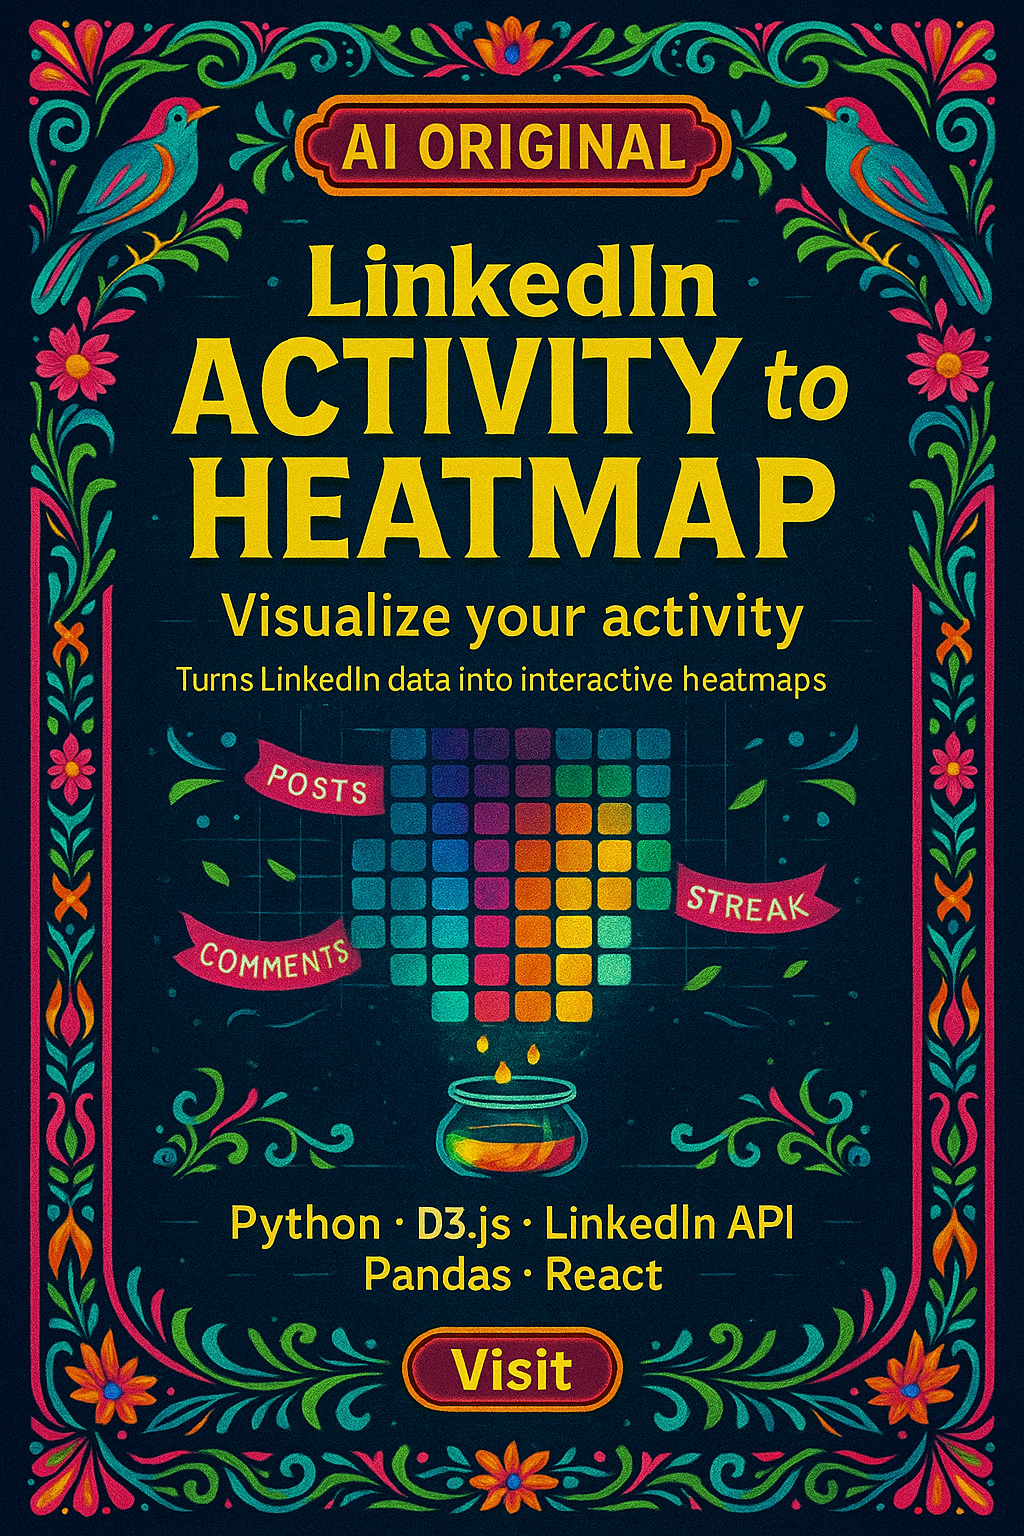 AI ORIGINAL
LinkedIn
ACTIVITY to
HEATMAP
Visualize your activity
Turns LinkedIn data into interactive heatmaps
POSTS
STREAK
COMMENTS
Python · D3.js · LinkedIn API
Pandas · React
Visit